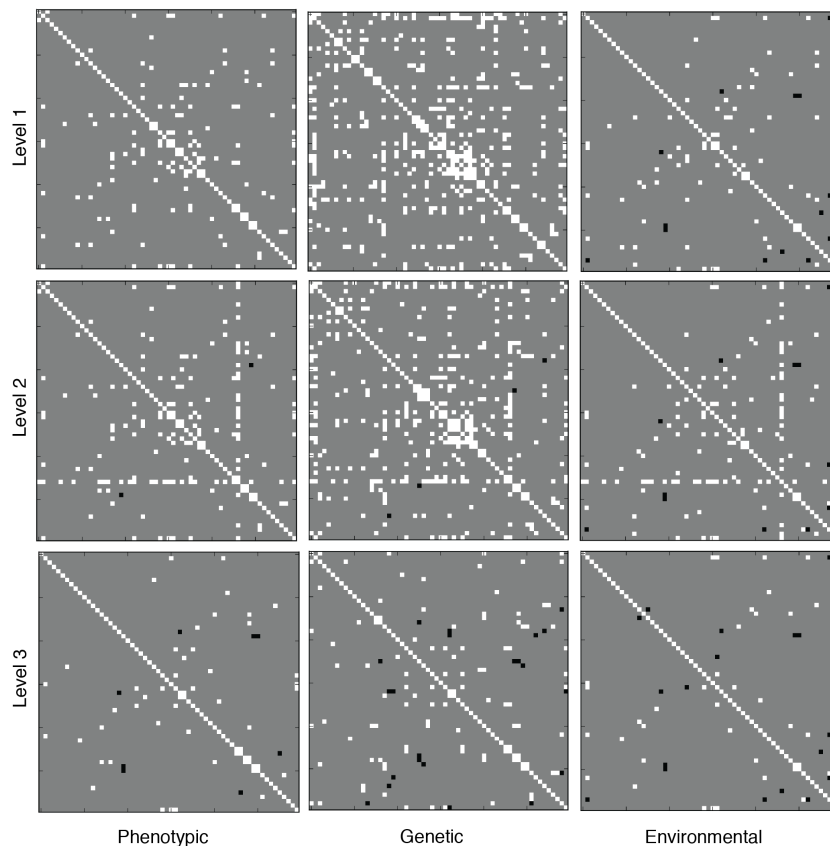 Level 1
Level 2
Level 3
Phenotypic
Genetic
Environmental